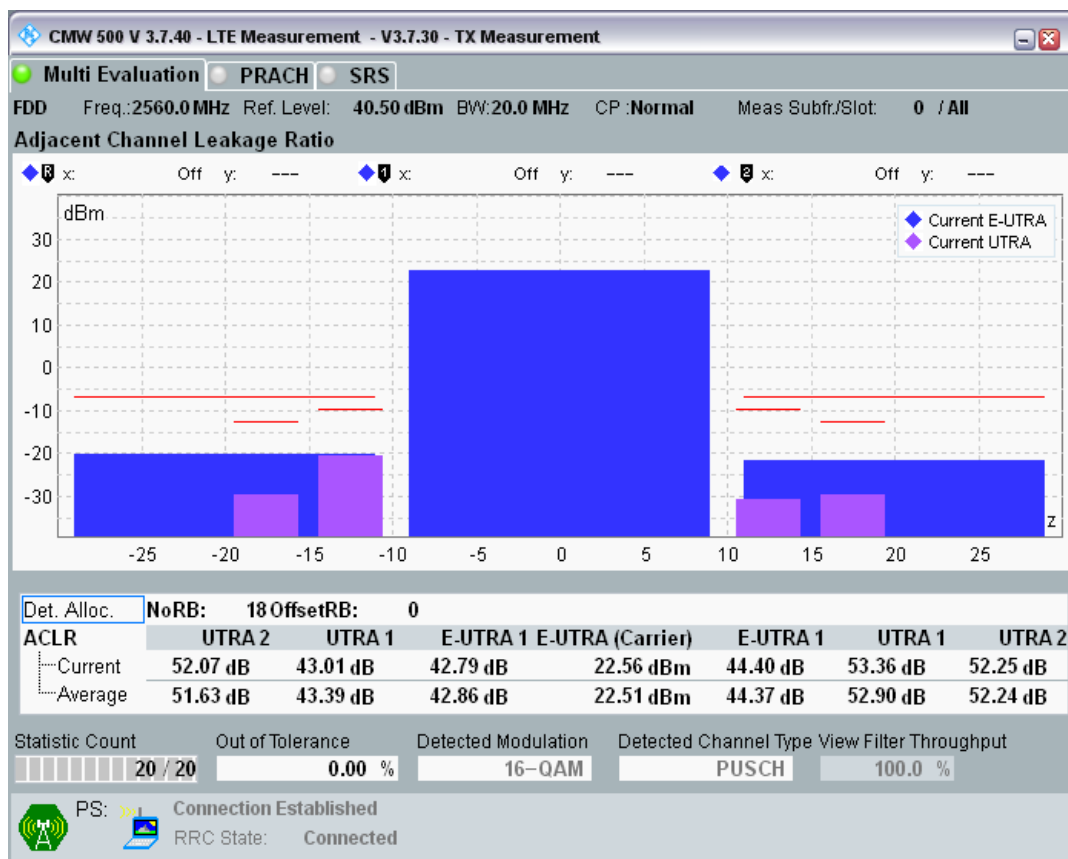 CMW 500 V 3.7.40 - LTE Measurement - V3.7.30 - TX Measurement
Multi Evaluation PRACH SRS
FDD Freq.:2560.0 MHz Ref. Level: 40.50 dBm BW:20.0 MHz CP :Normal Meas Subfr./Slot: 0 / All
Adjacent Channel Leakage Ratio
R x: Off y: --- 1 x: Off y: --- 2 x: Off y: ---
dBm
Current E-UTRA
Current UTRA
30
20
10
0
-10
-20
-30
z
-25 -20 -15 -10 -5 0 5 10 15 20 25
Det. Alloc. NoRB: 18 OffsetRB: 0
ACLR UTRA 2 UTRA 1 E-UTRA 1 E-UTRA (Carrier) E-UTRA 1 UTRA 1 UTRA 2
Current 52.07 dB 43.01 dB 42.79 dB 22.56 dBm 44.40 dB 53.36 dB 52.25 dB
Average 51.63 dB 43.39 dB 42.86 dB 22.51 dBm 44.37 dB 52.90 dB 52.24 dB
Statistic Count Out of Tolerance Detected Modulation Detected Channel Type View Filter Throughput
20 / 20 0.00 % 16-QAM PUSCH 100.0 %
PS: Connection Established
RRC State: Connected